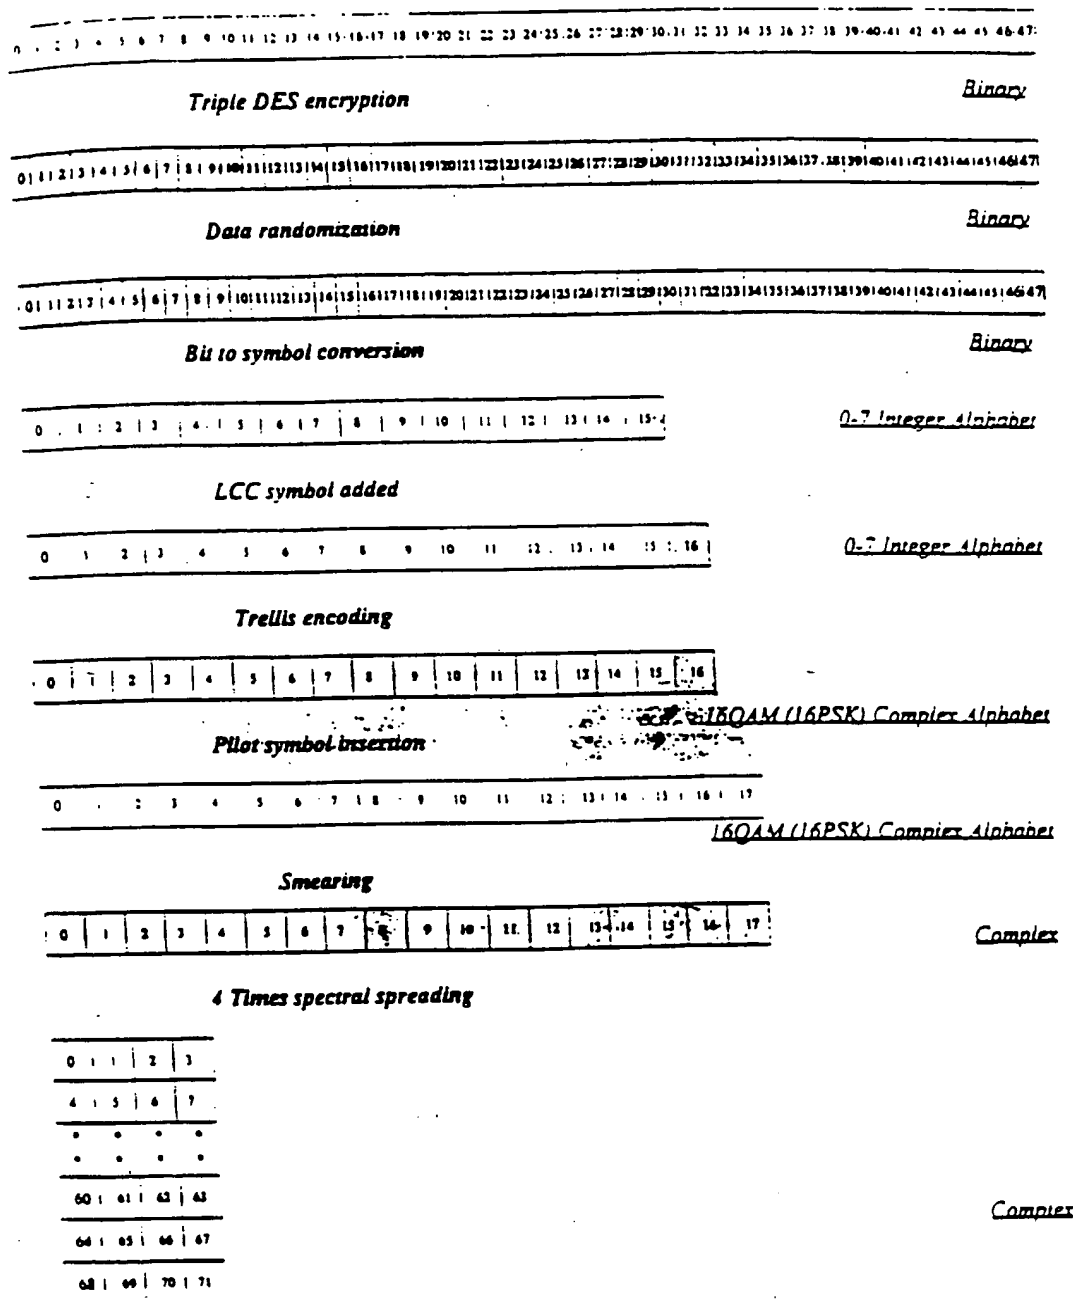 0 1 2 3 4 5 6 7 8 9 10 11 12 13 14 15 16 17 18 19 20 21 22 23 24 25 26 27 28 29 30 31 32 33 34 35 36 37 38 39 40 41 42 43 44 45 46 47
Binary
Triple DES encryption
0 1 2 3 4 5 6 7 8 9 10 11 12 13 14 15 16 17 18 19 20 21 22 23 24 25 26 27 28 29 30 31 32 33 34 35 36 37 38 39 40 41 42 43 44 45 46 47
Binary
Data randomization
0 1 2 3 4 5 6 7 8 9 10 11 12 13 14 15 16 17 18 19 20 21 22 23 24 25 26 27 28 29 30 31 32 33 34 35 36 37 38 39 40 41 42 43 44 45 46 47
Binary
Bit to symbol conversion
0 1 2 3 4 5 6 7 8 9 10 11 12 13 14 15
0-7 Integer Alphabet
LCC symbol added
0 1 2 3 4 5 6 7 8 9 10 11 12 13 14 15 16
0-7 Integer Alphabet
Trellis encoding
0 1 2 3 4 5 6 7 8 9 10 11 12 13 14 15 16
16QAM (16PSK) Complex Alphabet
Pilot symbol insertion
0 1 2 3 4 5 6 7 8 9 10 11 12 13 14 15 16 17
16QAM (16PSK) Complex Alphabet
Smearing
0 1 2 3 4 5 6 7 8 9 10 11 12 13 14 15 16 17
Complex
4 Times spectral spreading
0 1 2 3
4 5 6 7
60 61 62 63
Complex
64 65 66 67
68 69 70 71